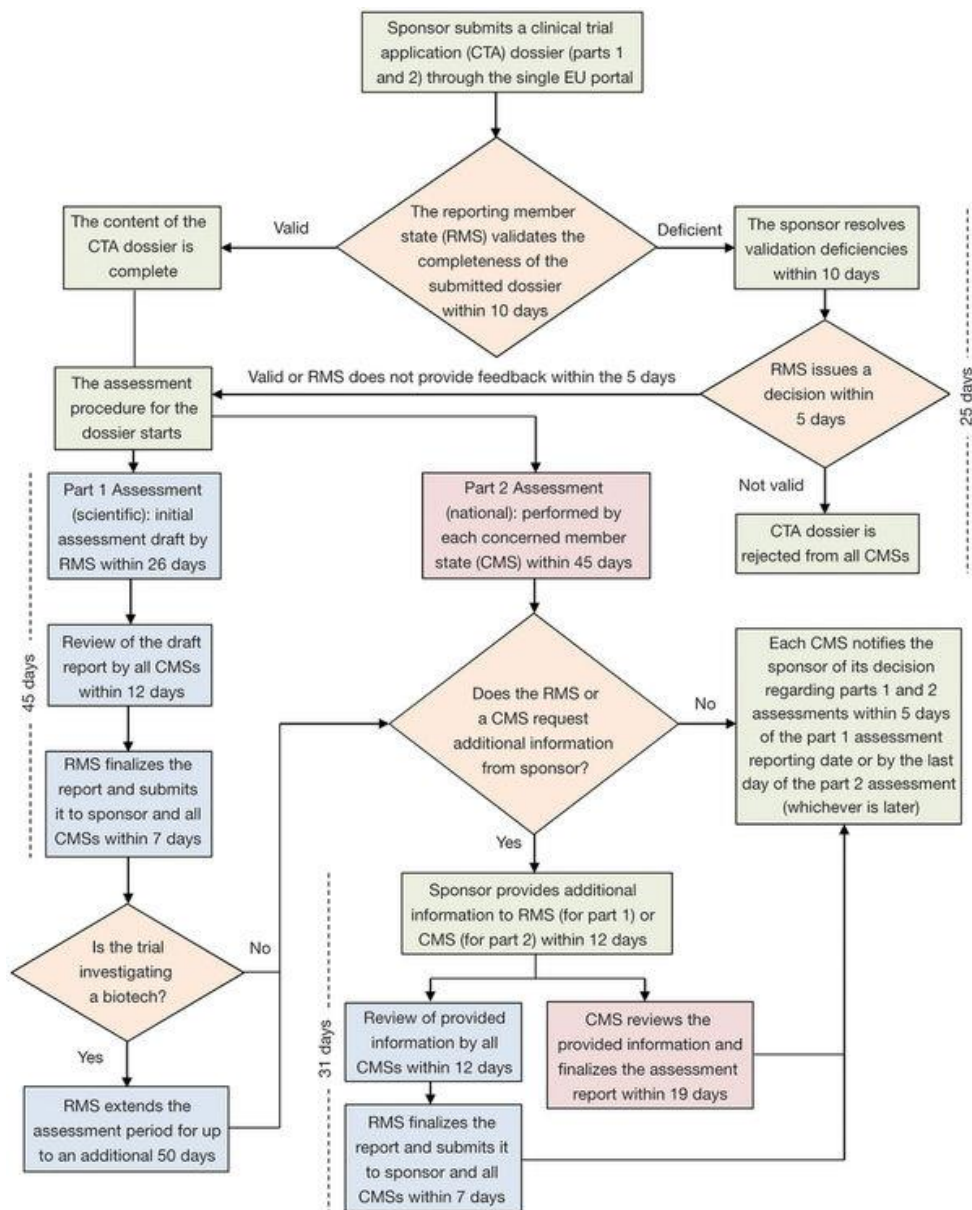 Sponsor submits a clinical trial
application (CTA) dossier (parts 1
and 2) through the single EU portal
The content of the
CTA dossier is
complete
Valid
The reporting member
state (RMS) validates the
completeness of the
submitted dossier
within 10 days
Deficient
The sponsor resolves
validation deficiencies
within 10 days
The assessment
procedure for the
dossier starts
Valid or RMS does not provide feedback within the 5 days
RMS issues a
decision within
5 days
25 days
Not valid
CTA dossier is
rejected from all CMSs
Part 1 Assessment
(scientific): initial
assessment draft by
RMS within 26 days
Part 2 Assessment
(national): performed by
each concerned member
state (CMS) within 45 days
45 days
Review of the draft
report by all CMSs
within 12 days
RMS finalizes the
report and submits
it to sponsor and all
CMSs within 7 days
Does the RMS or
a CMS request
additional information
from sponsor?
No
Each CMS notifies the
sponsor of its decision
regarding parts 1 and 2
assessments within 5 days
of the part 1 assessment
reporting date or by the last
day of the part 2 assessment
(whichever is later)
Yes
Is the trial
investigating
a biotech?
No
Yes
RMS extends the
assessment period for up
to an additional 50 days
Sponsor provides additional
information to RMS (for part 1) or
CMS (for part 2) within 12 days
31 days
Review of provided
information by all
CMSs within 12 days
CMS reviews the
provided information and
finalizes the assessment
report within 19 days
RMS finalizes the
report and submits it
to sponsor and all
CMSs within 7 days